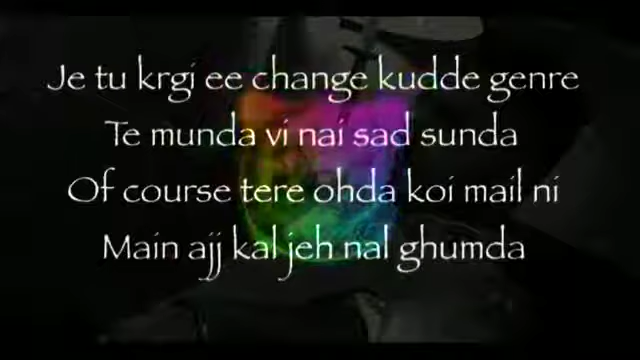 Je tu krgi ee change kudde genre
Te munda vi nai sad sunda
Of course tere ohda koi mail ni
Main ajj kal jeh nal ghumda